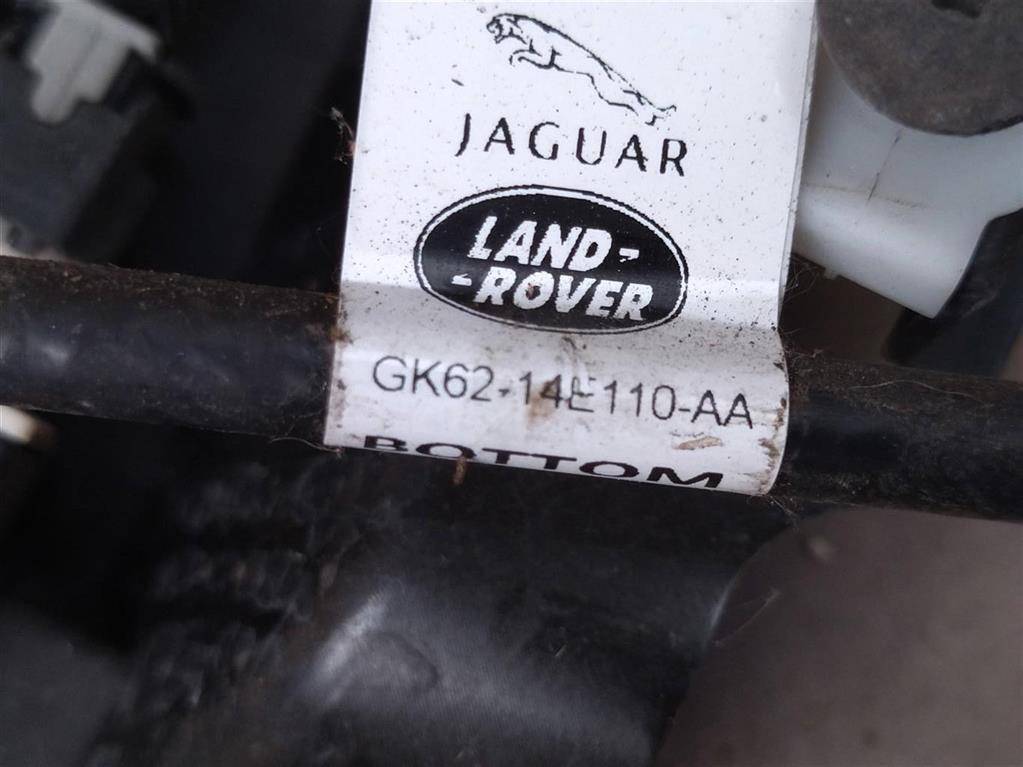 JAGUAR
LAND-
-ROVER
GK62-14E110-AA
BOTTOM